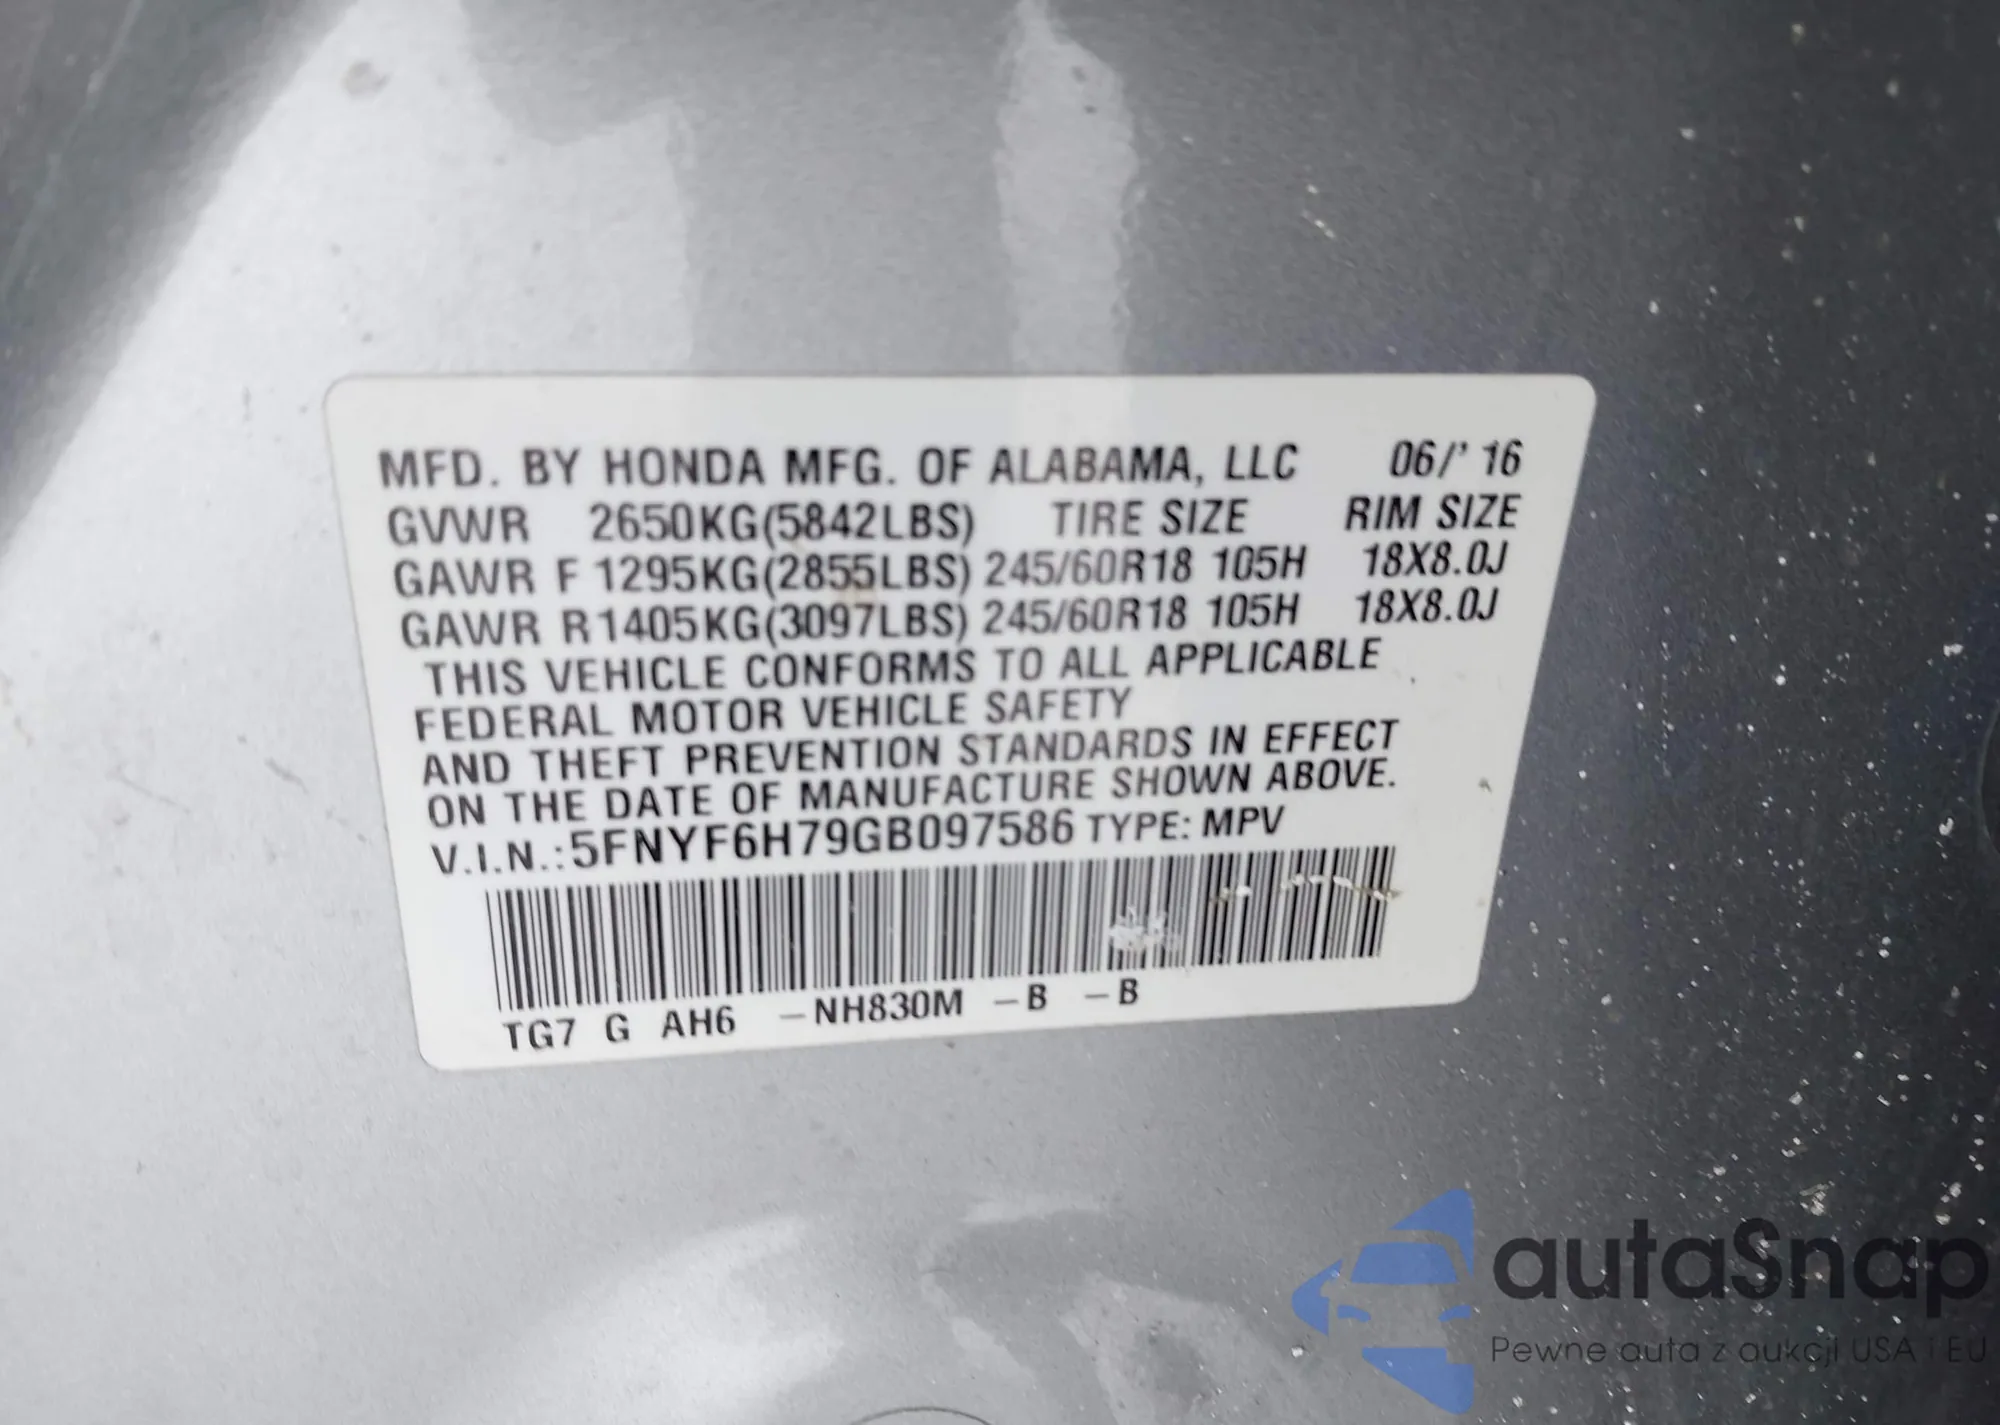 MFD. BY HONDA MFG. OF ALABAMA, LLC 06/' 16
GVWR 2650KG(5842LBS) TIRE SIZE RIM SIZE
GAWR F 1295KG(2855LBS) 245/60R18 105H 18X8.0J
GAWR R 1405KG(3097LBS) 245/60R18 105H 18X8.0J
THIS VEHICLE CONFORMS TO ALL APPLICABLE
FEDERAL MOTOR VEHICLE SAFETY
AND THEFT PREVENTION STANDARDS IN EFFECT
ON THE DATE OF MANUFACTURE SHOWN ABOVE.
V.I.N.:5FNYF6H79GB097586 TYPE: MPV
TG7 G AH6 –NH830M –B –B
autaSnap
Pewne auta z aukcji USA i EU